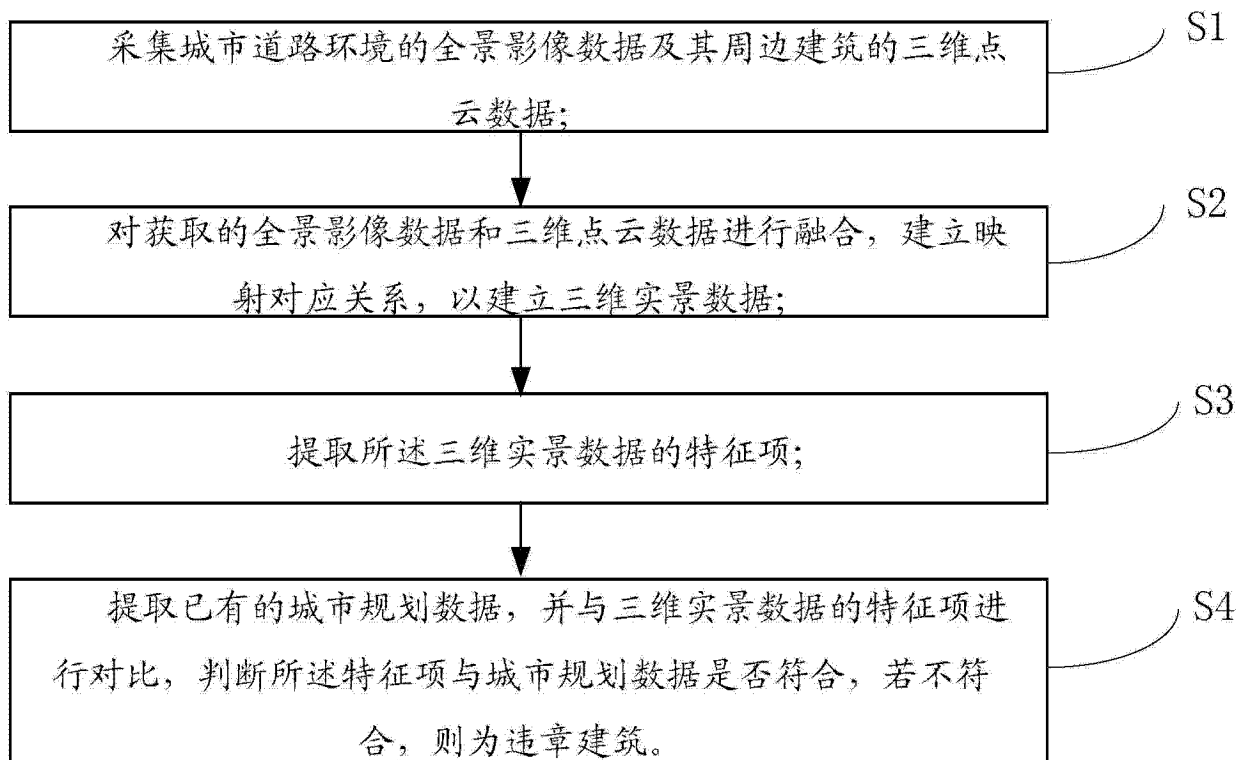 采集城市道路环境的全景影像数据及其周边建筑的三维点
云数据;
S1
对获取的全景影像数据和三维点云数据进行融合，建立映
射对应关系，以建立三维实景数据;
S2
提取所述三维实景数据的特征项;
S3
提取已有的城市规划数据，并与三维实景数据的特征项进
行对比，判断所述特征项与城市规划数据是否符合，若不符
合，则为违章建筑。
S4